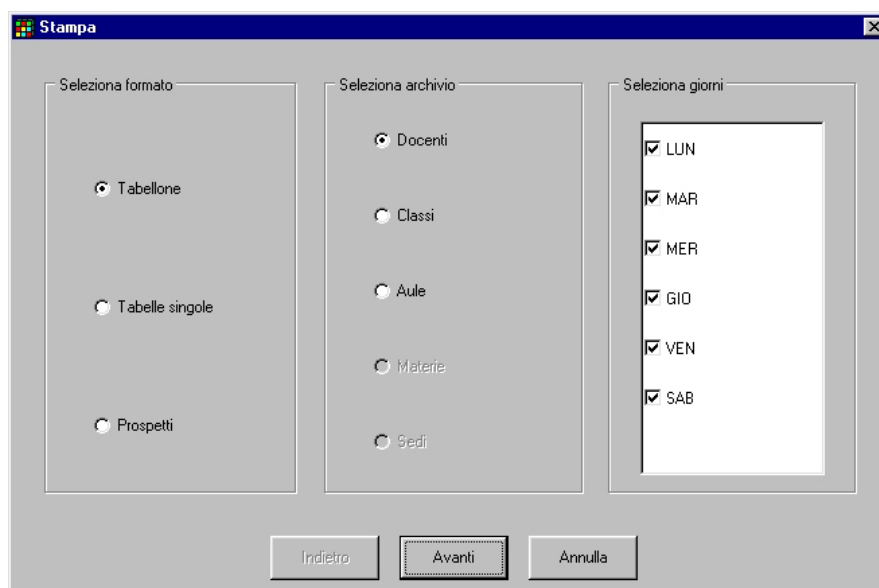 Stampa
Seleziona formato
Tabellone
Tabelle singole
Prospetti
Seleziona archivio
Docenti
Classi
Aule
Materie
Sedi
Seleziona giorni
LUN
MAR
MER
GIO
VEN
SAB
Indietro
Avanti
Annulla